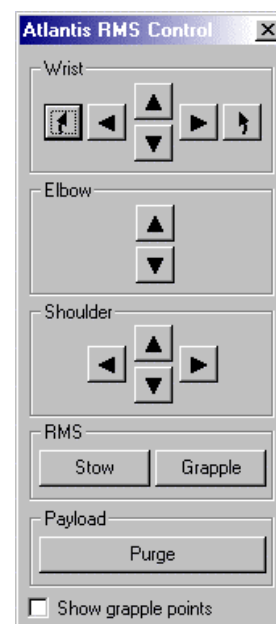 Atlantis RMS Control
Wrist
Elbow
Shoulder
RMS
Stow Grapple
Payload
Purge
Show grapple points